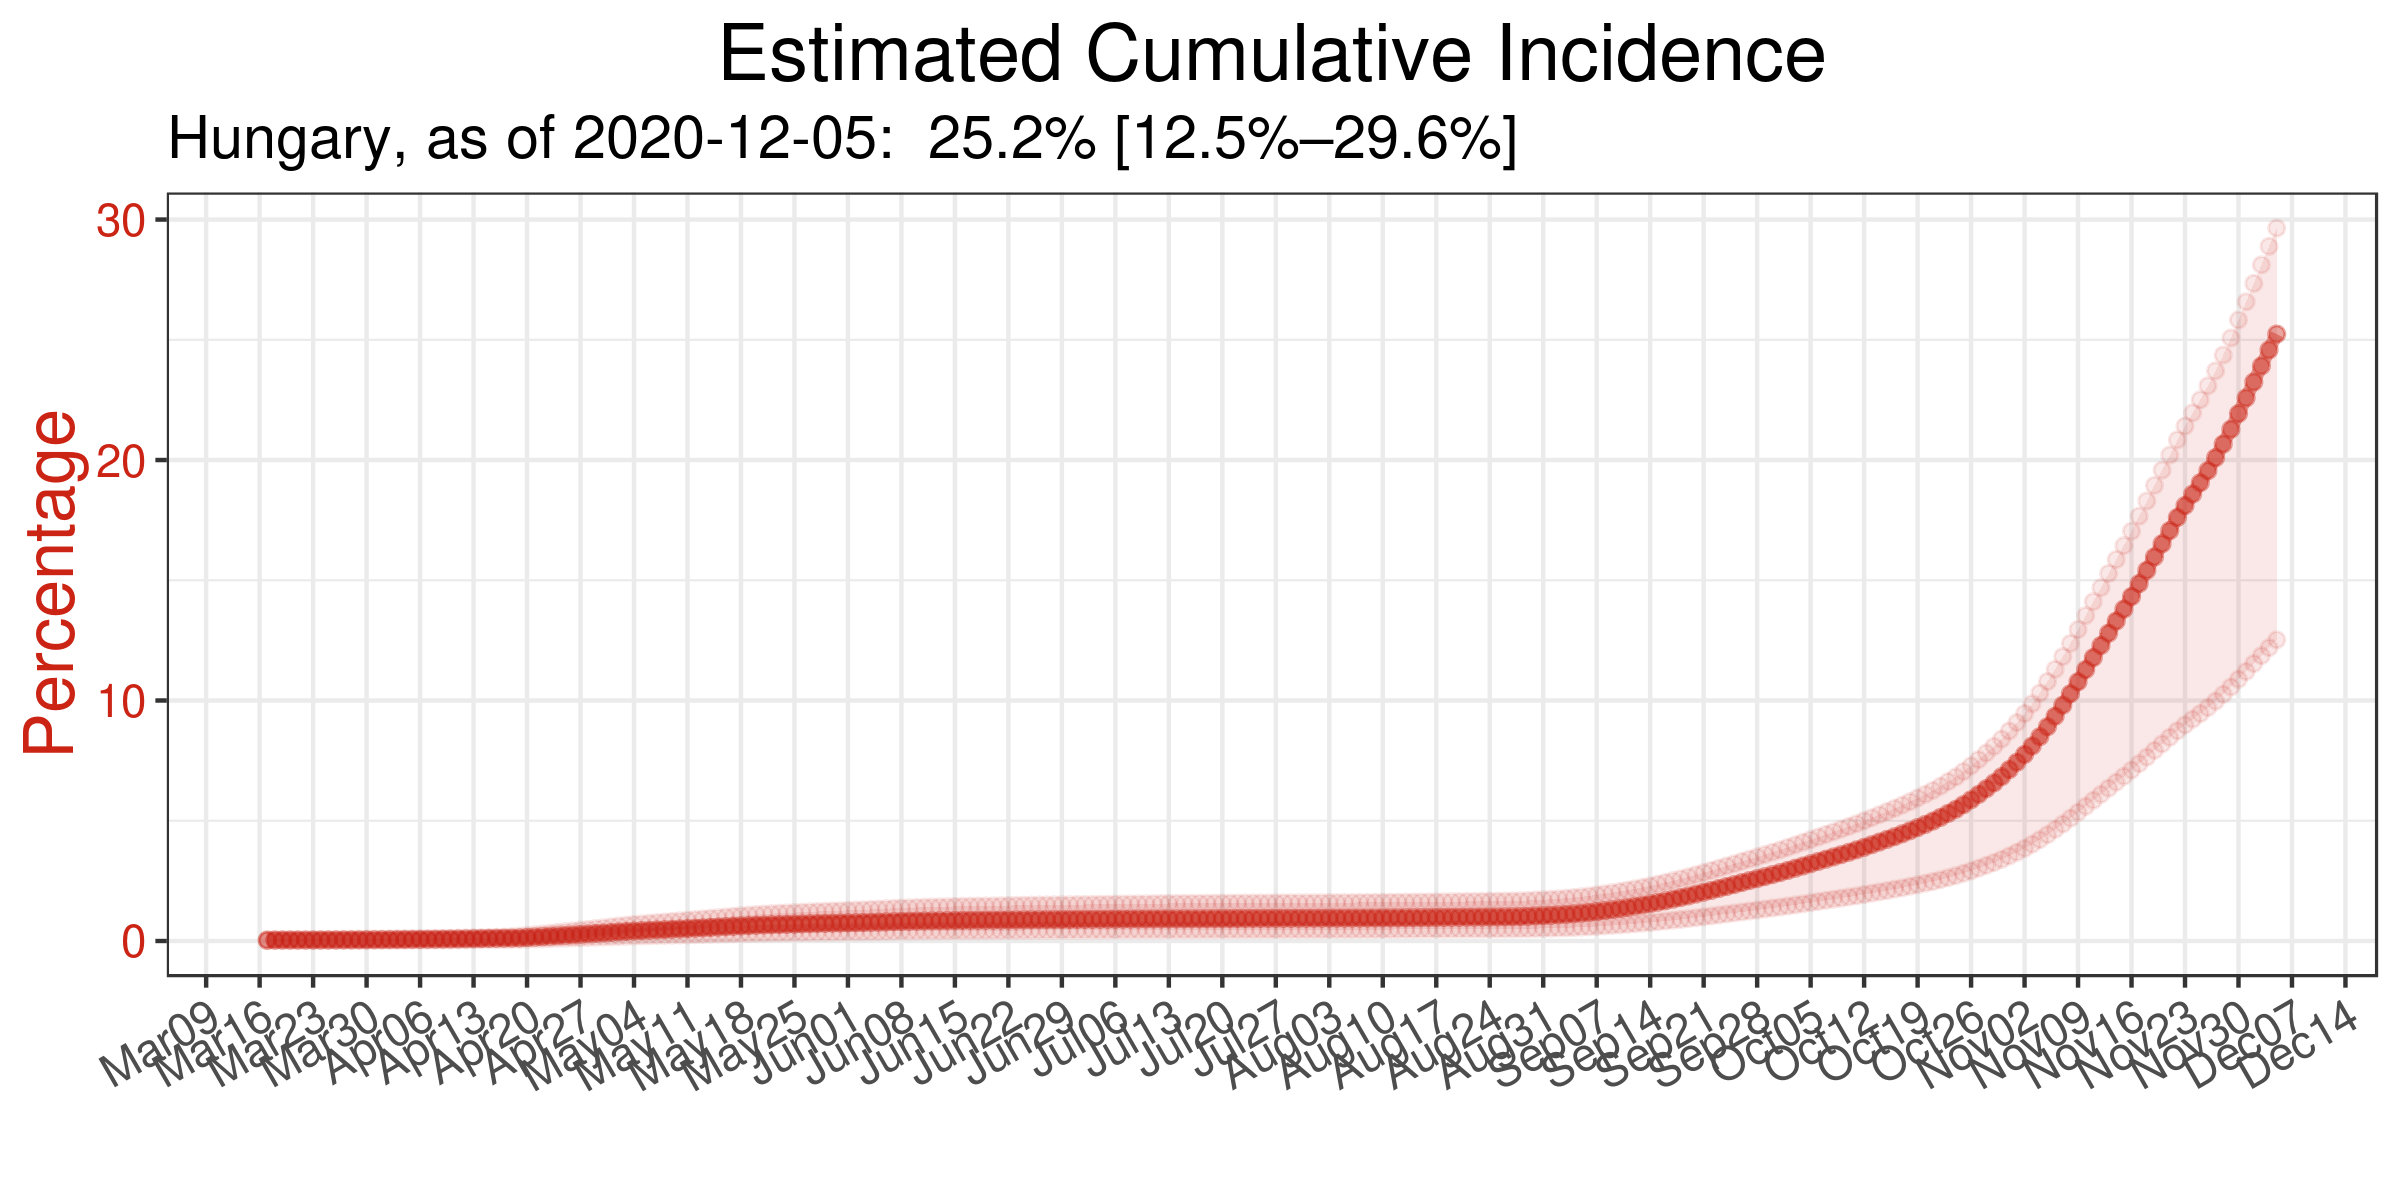 Estimated Cumulative Incidence
Hungary, as of 2020-12-05:  25.2% [12.5%–29.6%]
Percentage
30
20
10
0
Mar09
Mar16
Mar23
Mar30
Apr06
Apr13
Apr20
Apr27
May04
May11
May18
May25
Jun01
Jun08
Jun15
Jun22
Jun29
Jul06
Jul13
Jul20
Jul27
Aug03
Aug10
Aug17
Aug24
Aug31
Sep07
Sep14
Sep21
Sep28
Oct05
Oct12
Oct19
Oct26
Nov02
Nov09
Nov16
Nov23
Nov30
Dec07
Dec14